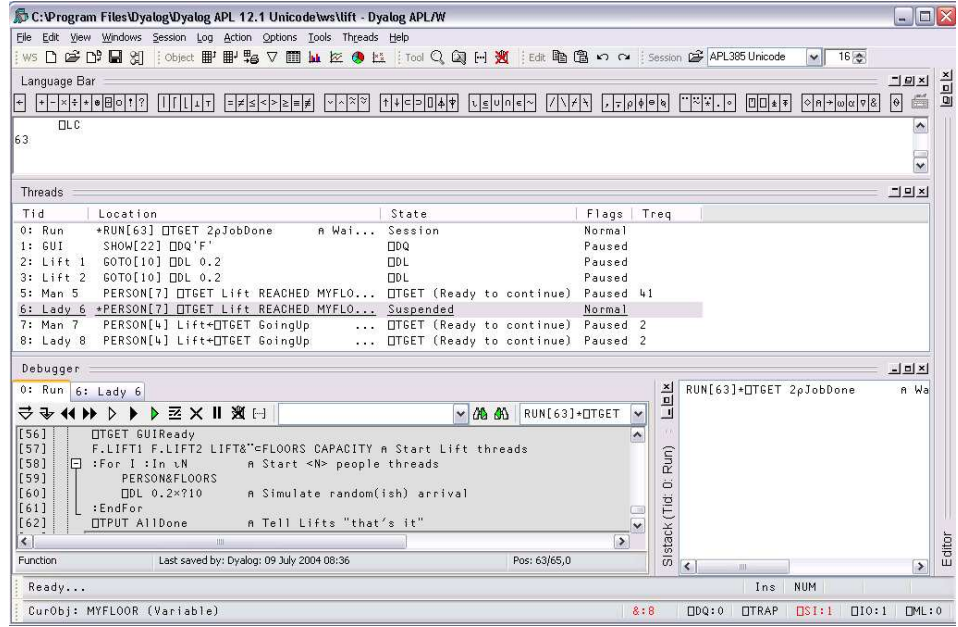 C:\Program Files\Dyalog\Dyalog APL 12.1 Unicode\ws\lift - Dyalog APL/W
File Edit View Windows Session Log Action Options Tools Threads Help
WS Object Tool Edit Session APL385 Unicode 16
Language Bar
⎕LC
63
Threads
Tid Location State Flags Treq
0: Run *RUN[63] ⎕TGET 2⍴JobDone ⍝ Wai... Session Normal
1: GUI SHOW[22] ⎕DQ'F' ⎕DQ Paused
2: Lift 1 GOTO[10] ⎕DL 0.2 ⎕DL Paused
3: Lift 2 GOTO[10] ⎕DL 0.2 ⎕DL Paused
5: Man 5 PERSON[7] ⎕TGET Lift REACHED MYFLO... ⎕TGET (Ready to continue) Paused 41
6: Lady 6 *PERSON[7] ⎕TGET Lift REACHED MYFLO... Suspended Normal
7: Man 7 PERSON[4] Lift←⎕TGET GoingUp ... ⎕TGET (Ready to continue) Paused 2
8: Lady 8 PERSON[4] Lift←⎕TGET GoingUp ... ⎕TGET (Ready to continue) Paused 2
Debugger
0: Run 6: Lady 6
RUN[63]*⎕TGET
[56] ⎕TGET GUIReady
[57] F.LIFT1 F.LIFT2 LIFT&¨⊂FLOORS CAPACITY ⍝ Start Lift threads
[58] :For I :In ⍳N ⍝ Start <N> people threads
[59] PERSON&FLOORS
[60] ⎕DL 0.2×?10 ⍝ Simulate random(ish) arrival
[61] :EndFor
[62] ⎕TPUT AllDone ⍝ Tell Lifts "that's it"
Function Last saved by: Dyalog: 09 July 2004 08:36 Pos: 63/65,0
SIstack (Tid: 0: Run)
RUN[63]*⎕TGET 2⍴JobDone ⍝ Wa
Editor
Ready... Ins NUM
CurObj: MYFLOOR (Variable) &:8 ⎕DQ:0 ⎕TRAP ⎕SI:1 ⎕IO:1 ⎕ML:0